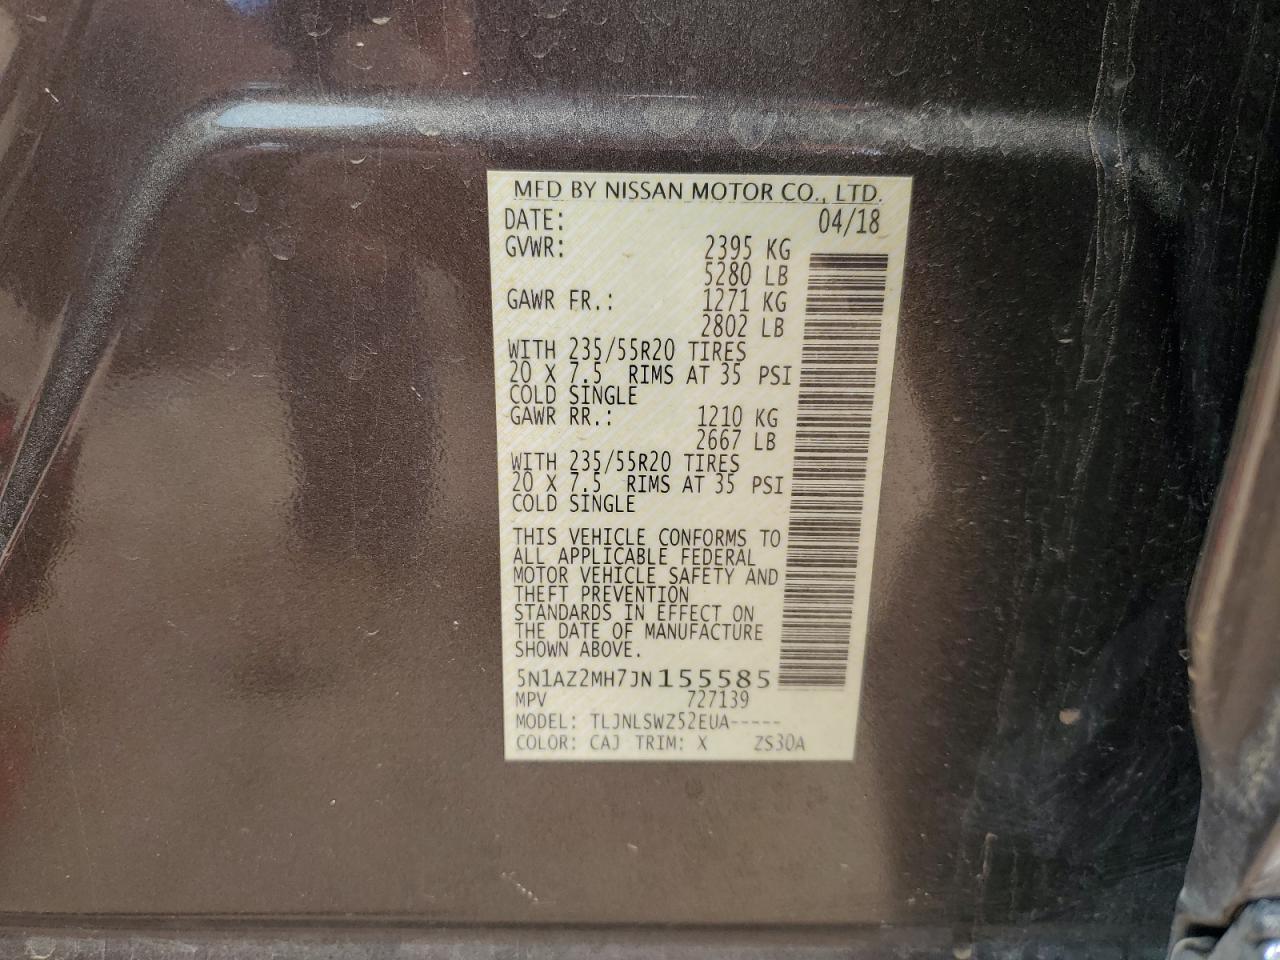 MFD BY NISSAN MOTOR CO., LTD.
DATE: 04/18
GVWR: 2395 KG
5280 LB
GAWR FR.: 1271 KG
2802 LB
WITH 235/55R20 TIRES
20 X 7.5 RIMS AT 35 PSI
COLD SINGLE
GAWR RR.: 1210 KG
2667 LB
WITH 235/55R20 TIRES
20 X 7.5 RIMS AT 35 PSI
COLD SINGLE
THIS VEHICLE CONFORMS TO
ALL APPLICABLE FEDERAL
MOTOR VEHICLE SAFETY AND
THEFT PREVENTION
STANDARDS IN EFFECT ON
THE DATE OF MANUFACTURE
SHOWN ABOVE.
5N1AZ2MH7JN155585
MPV 727139
MODEL: TLJNLSWZ52EUA-----
COLOR: CAJ TRIM: X ZS30A